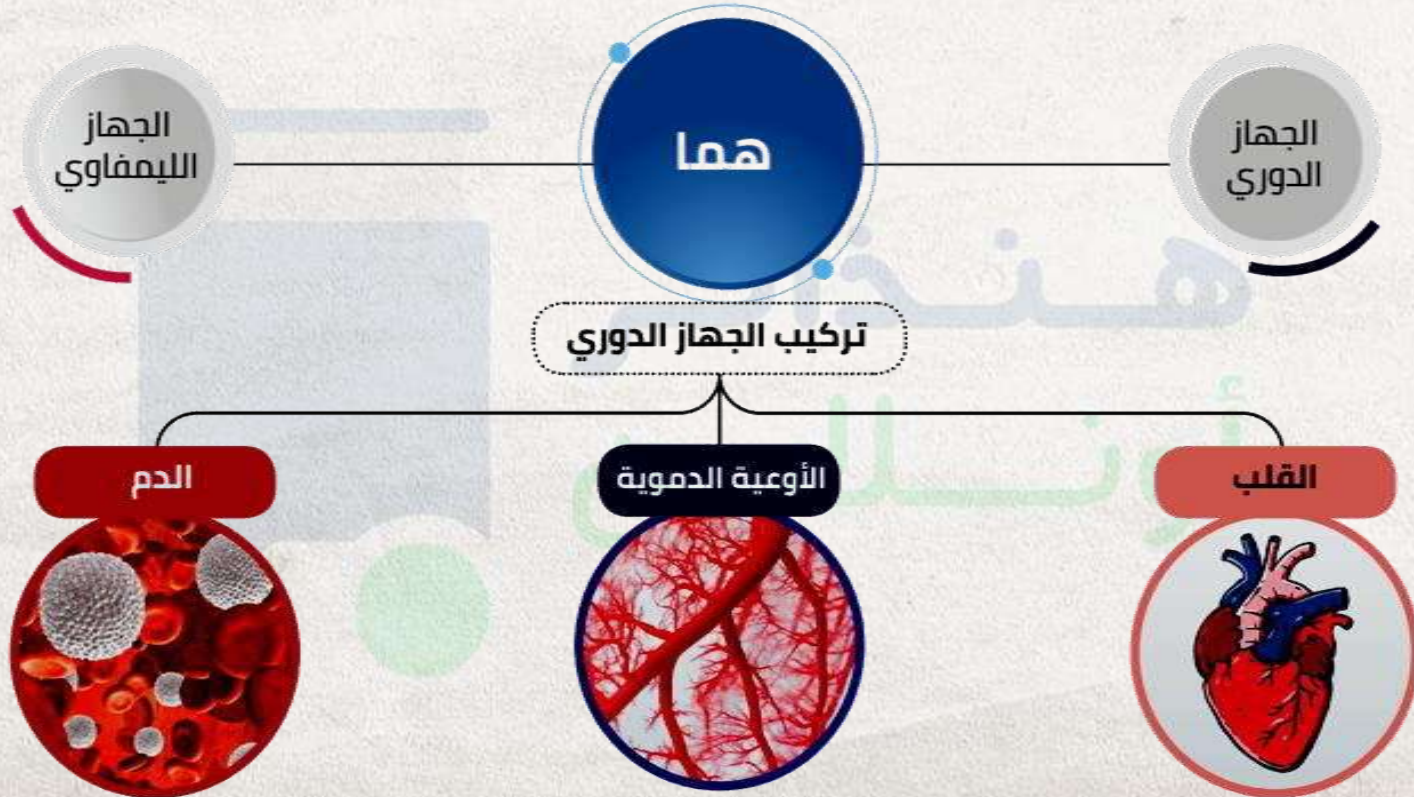 الجهاز
الدوري
هما
الجهاز
الليمفاوي
تركيب الجهاز الدوري
القلب
الأوعية الدموية
الدم